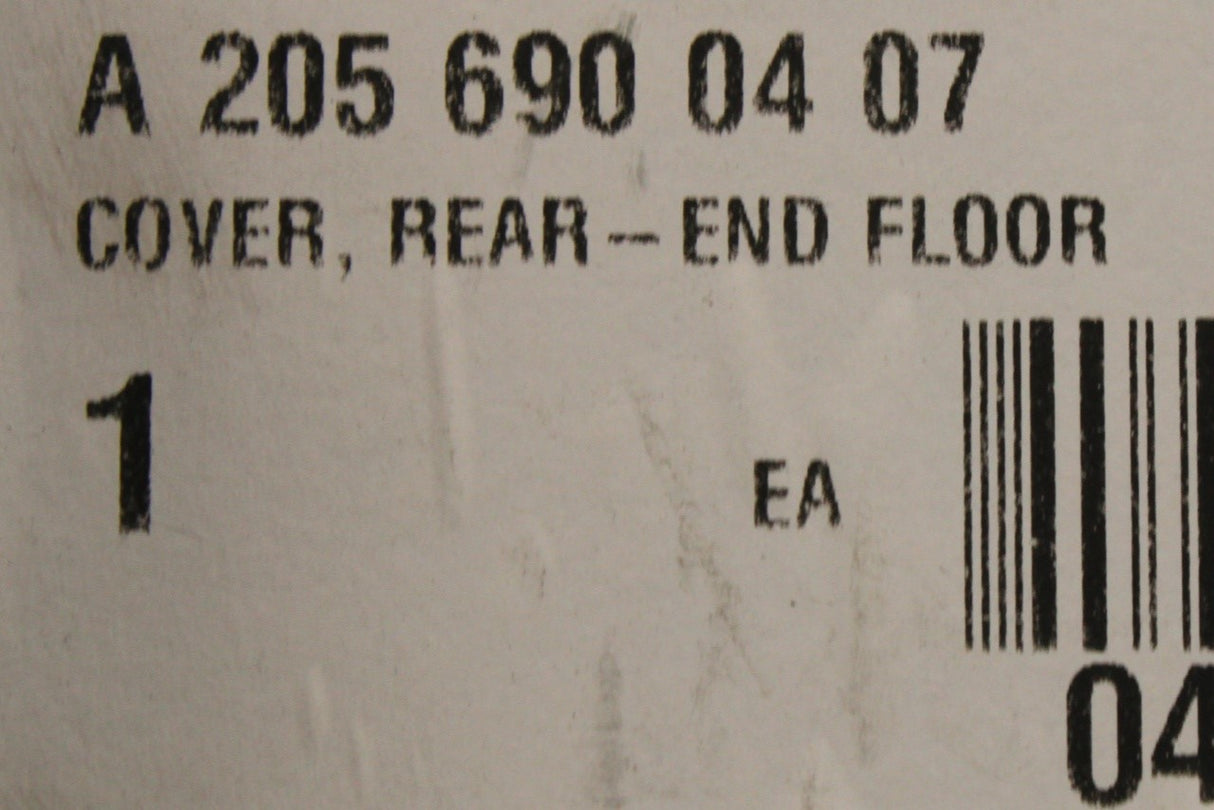 A 205 690 04 07
COVER, REAR-END FLOOR
1 EA
04